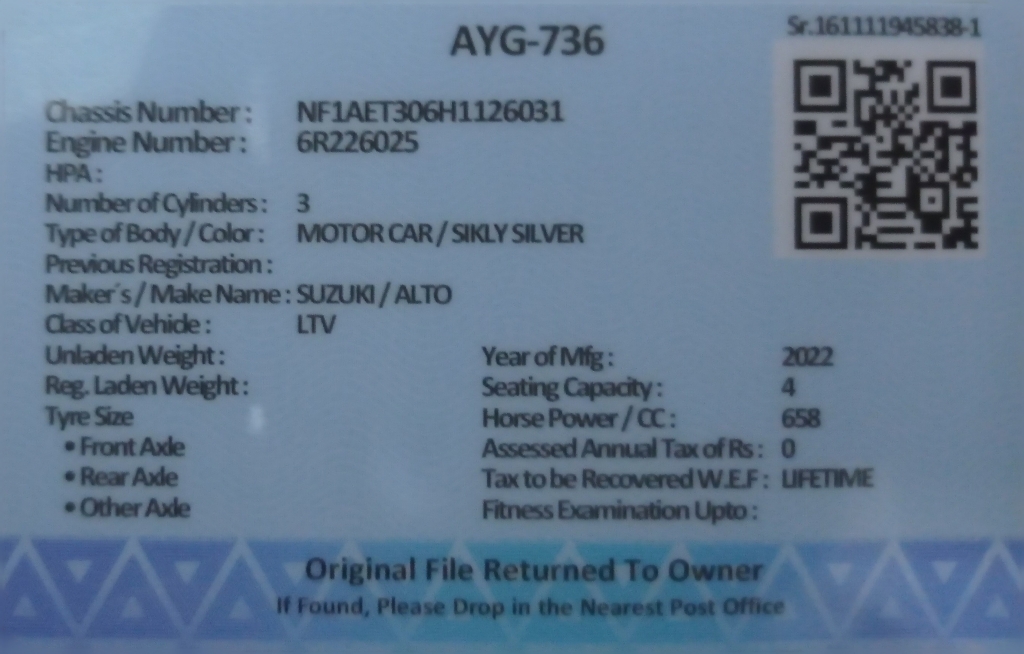 AYG-736
Sr.161111945838-1
Chassis Number : NF1AET306H1126031
Engine Number : 6R226025
HPA :
Number of Cylinders : 3
Type of Body / Color : MOTOR CAR / SIKLY SILVER
Previous Registration :
Maker´s / Make Name : SUZUKI / ALTO
Class of Vehicle : LTV
Unladen Weight : Year of Mfg : 2022
Reg. Laden Weight : Seating Capacity : 4
Tyre Size Horse Power / CC : 658
• Front Axle Assessed Annual Tax of Rs : 0
• Rear Axle Tax to be Recovered W.E.F : LIFETIME
• Other Axle Fitness Examination Upto :
Original File Returned To Owner
If Found, Please Drop in the Nearest Post Office